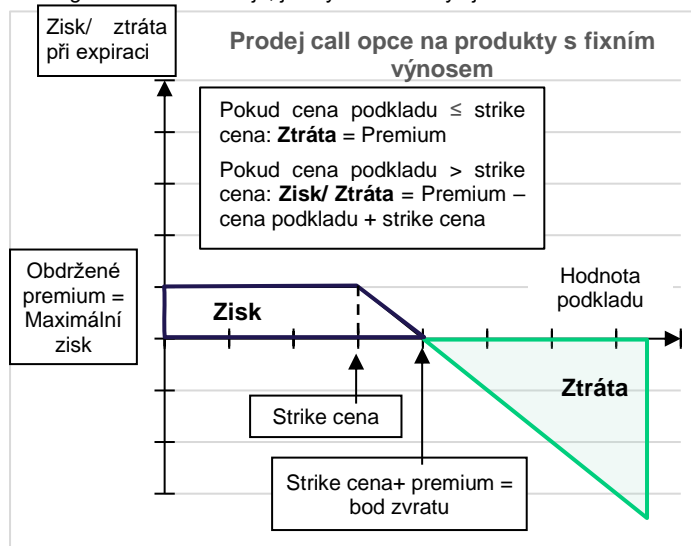 Zisk/ ztráta
při expiraci
Prodej call opce na produkty s fixním
výnosem
Pokud cena podkladu ≤ strike
cena: Ztráta = Premium
Pokud cena podkladu > strike
cena: Zisk/ Ztráta = Premium –
cena podkladu + strike cena
Obdržené
premium =
Maximální
zisk
Hodnota
podkladu
Zisk
Ztráta
Strike cena
Strike cena+ premium =
bod zvratu